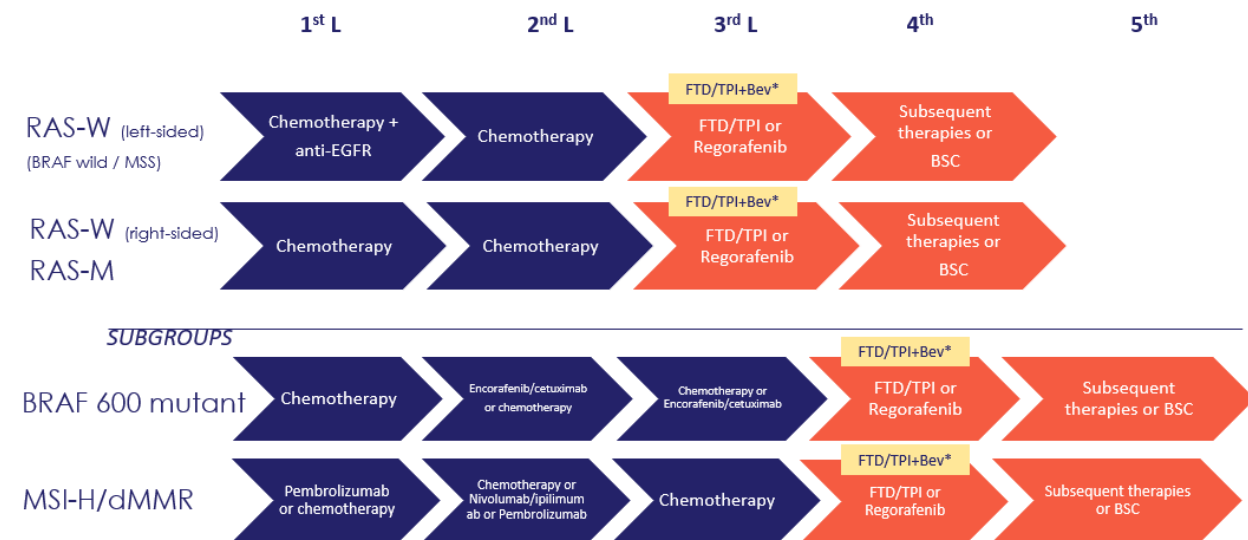 1st L 2nd L 3rd L 4th 5th
RAS-W (left-sided)
(BRAF wild / MSS)
Chemotherapy +
anti-EGFR
Chemotherapy
FTD/TPI+Bev*
FTD/TPI or
Regorafenib
Subsequent
therapies or
BSC
RAS-W (right-sided)
RAS-M
Chemotherapy
Chemotherapy
FTD/TPI+Bev*
FTD/TPI or
Regorafenib
Subsequent
therapies or
BSC
SUBGROUPS
BRAF 600 mutant
Chemotherapy
Encorafenib/cetuximab
or chemotherapy
Chemotherapy or
Enfodafenib/cetuximab
FTD/TPI+Bev*
FTD/TPI or
Regorafenib
Subsequent
therapies or BSC
MSI-H/dMMR
Pembrolizumab
or chemotherapy
Chemotherapy or
Nivolumab/ipilimum
ab or Pembrolizumab
Chemotherapy
FTD/TPI+Bev*
FTD/TPI or
Regorafenib
Subsequent therapies
or BSC